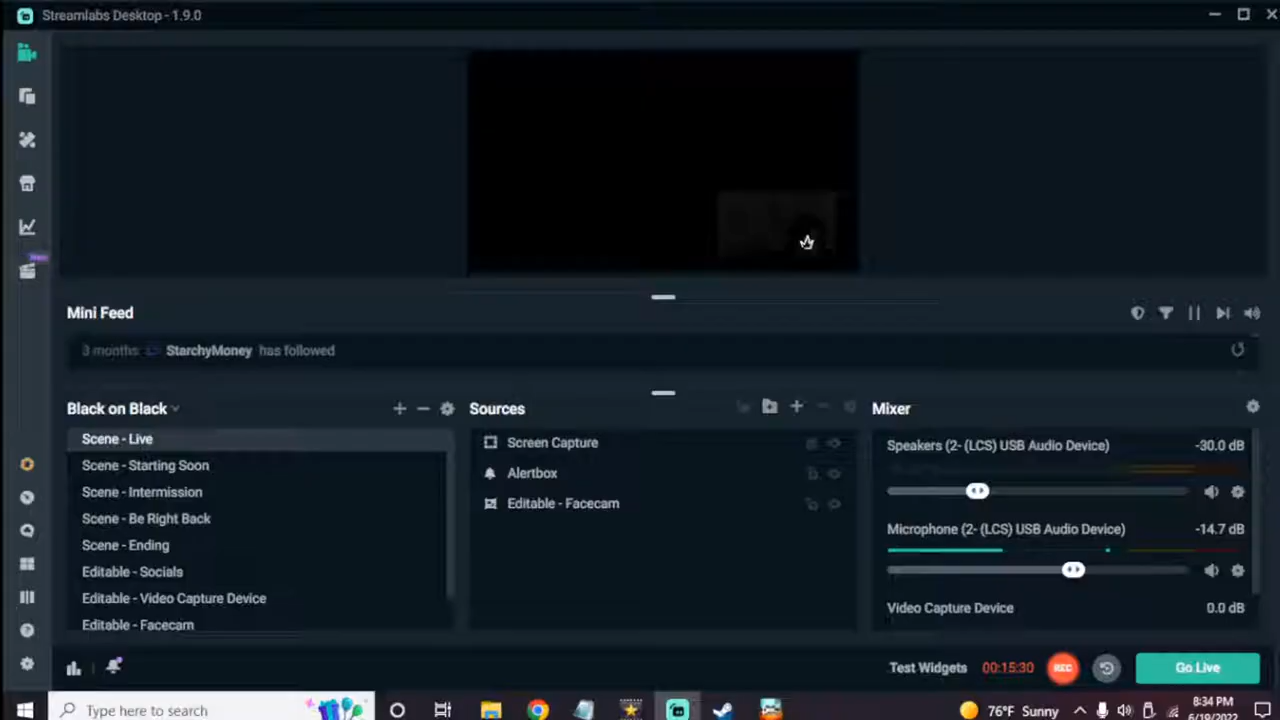 Streamlabs Desktop - 1.9.0
Mini Feed
3 months StarchyMoney has followed
Black on Black
Sources
Mixer
Scene - Live
Scene - Starting Soon
Scene - Intermission
Scene - Be Right Back
Scene - Ending
Editable - Socials
Editable - Video Capture Device
Editable - Facecam
Screen Capture
Alertbox
Editable - Facecam
Speakers (2- (LCS) USB Audio Device) -30.0 dB
Microphone (2- (LCS) USB Audio Device) -14.7 dB
Video Capture Device 0.0 dB
Test Widgets 00:15:30 REC Go Live
Type here to search
76°F Sunny
8:34 PM
6/19/2022